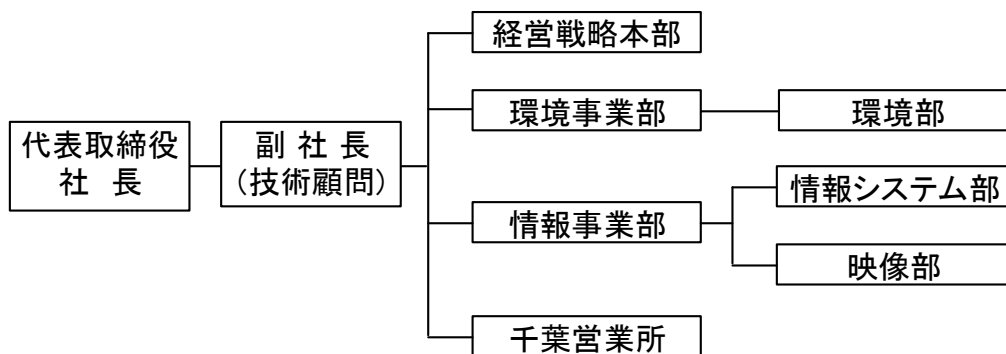 経営戦略本部
環境事業部
環境部
代表取締役
社 長
副 社 長
(技術顧問)
情報システム部
情報事業部
映像部
千葉営業所